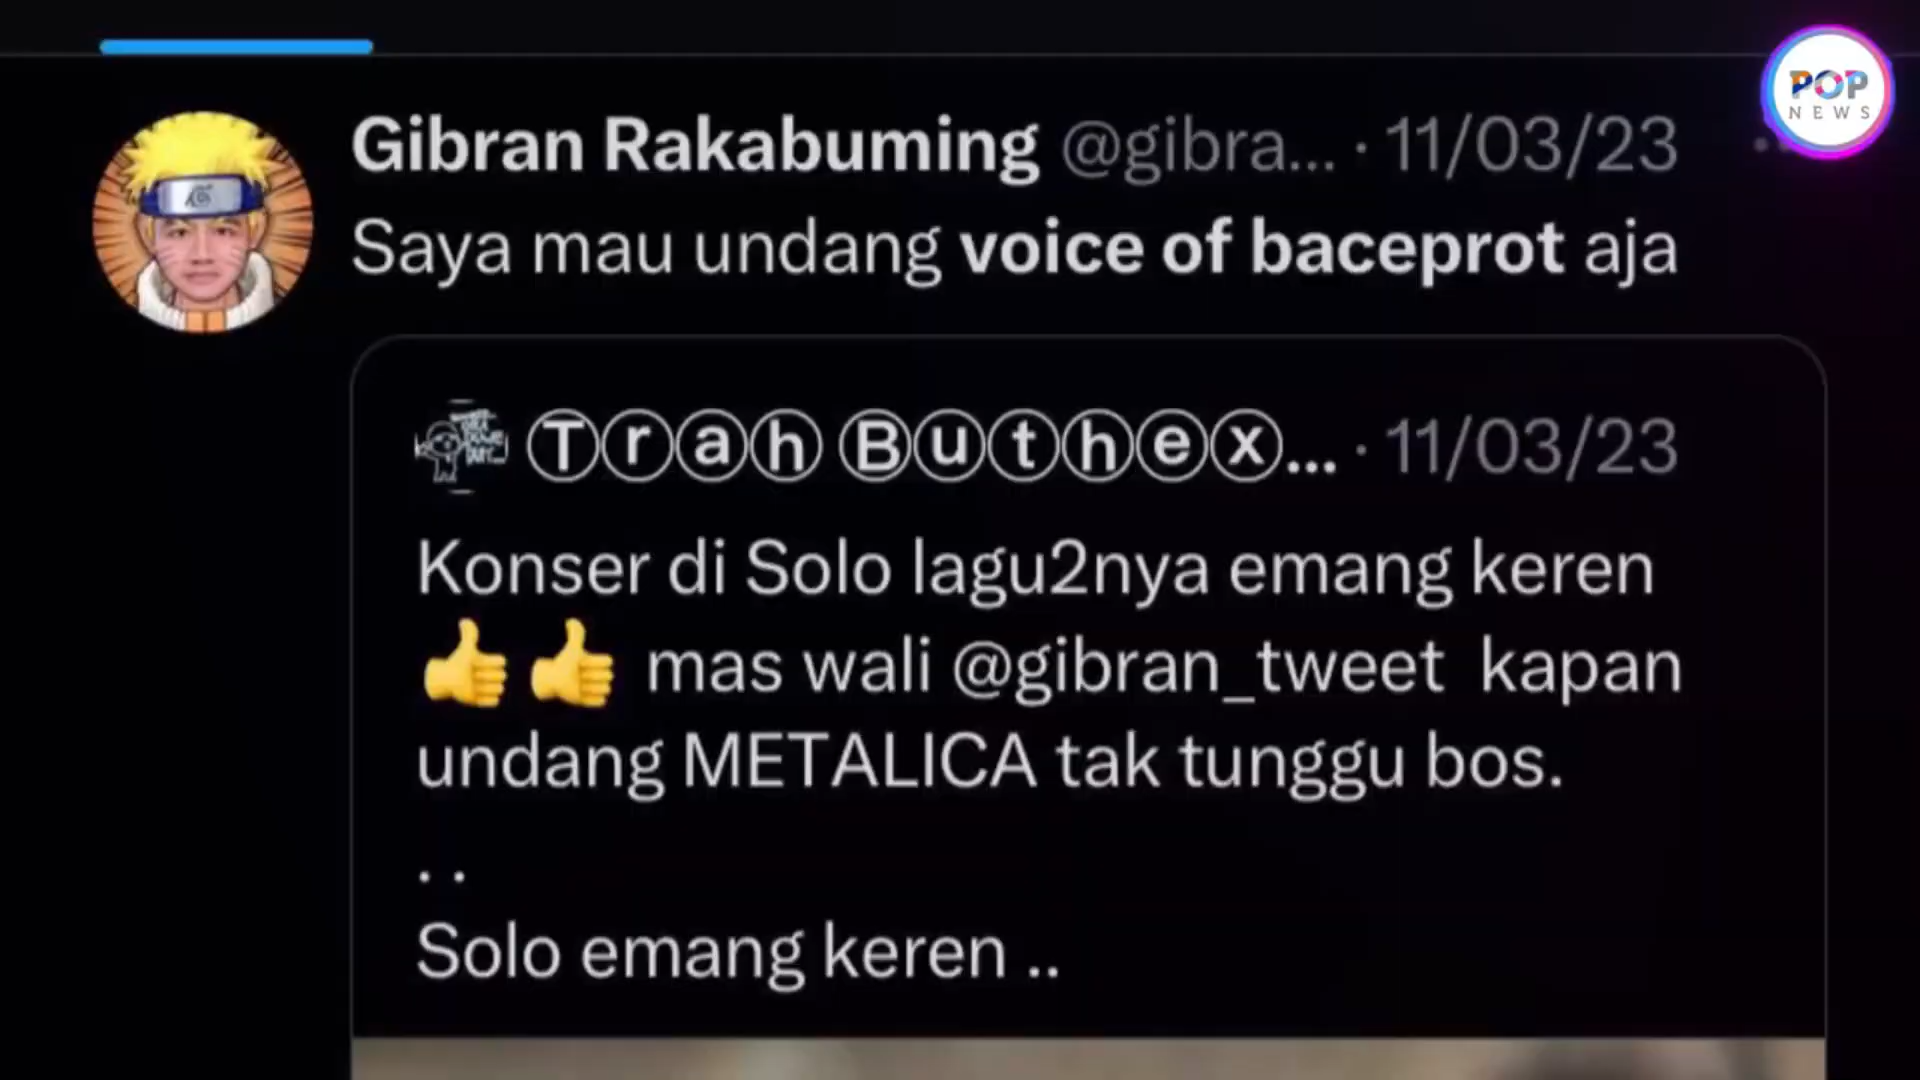 POP
NEWS
Gibran Rakabuming @gibra... · 11/03/23
Saya mau undang voice of baceprot aja
Ⓣⓡⓐⓗ Ⓑⓤⓣⓗⓔⓧ... · 11/03/23
Konser di Solo lagu2nya emang keren
👍👍 mas wali @gibran_tweet kapan
undang METALICA tak tunggu bos.
. .
Solo emang keren ..